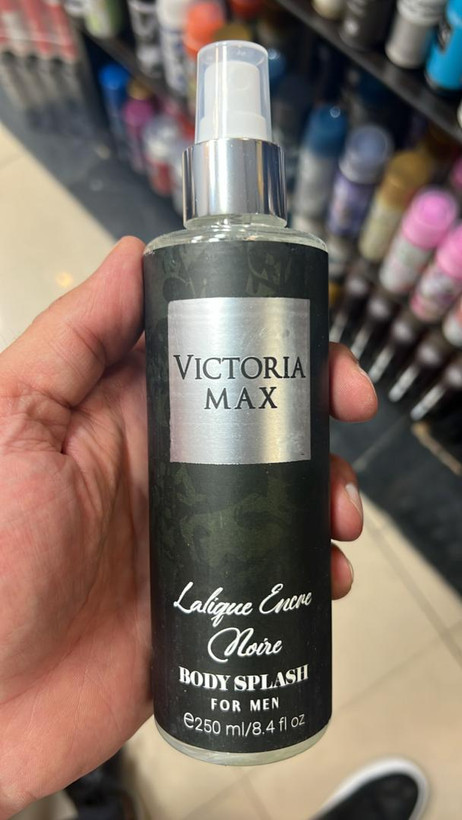 VICTORIA
MAX
Lalique Encre
Noire
BODY SPLASH
FOR MEN
℮250 ml/8.4 fl oz